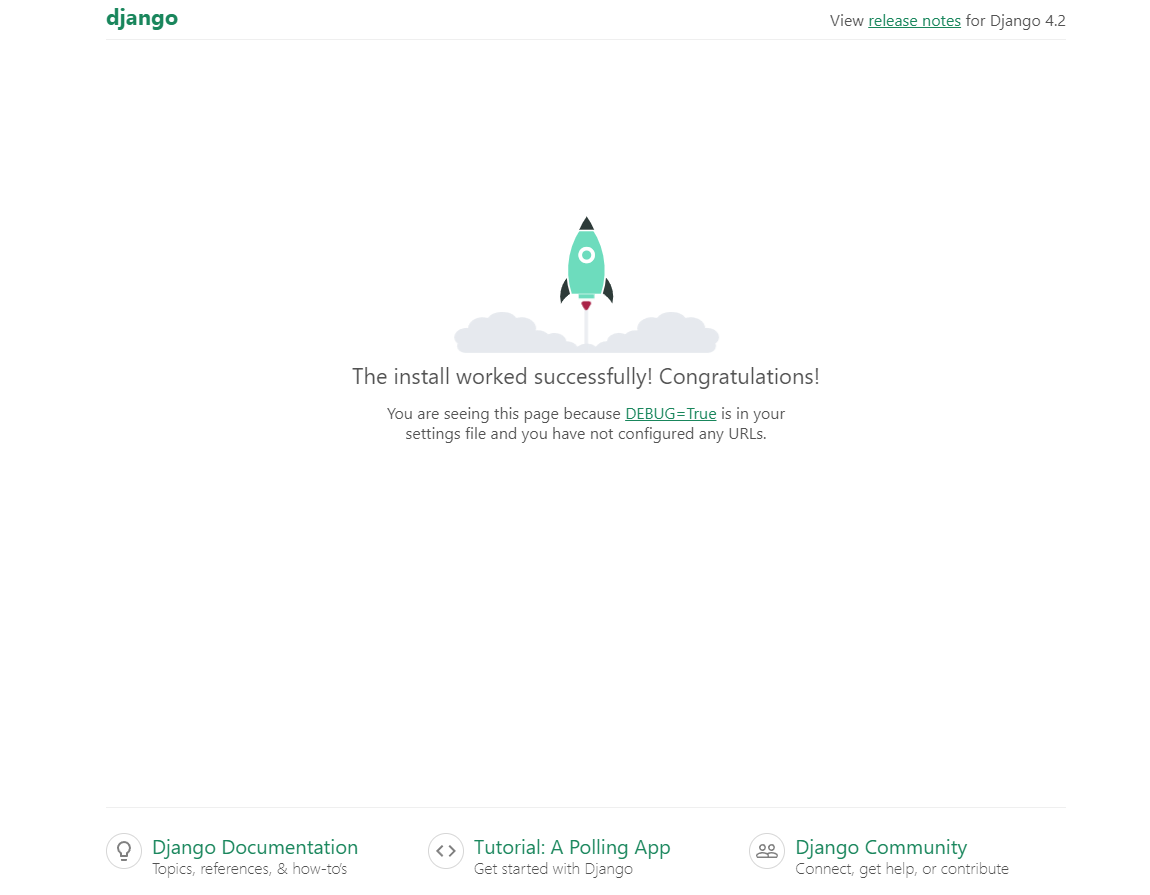 django
View release notes for Django 4.2
The install worked successfully! Congratulations!
You are seeing this page because DEBUG=True is in your
settings file and you have not configured any URLs.
Django Documentation
Topics, references, & how-to's
Tutorial: A Polling App
Get started with Django
Django Community
Connect, get help, or contribute